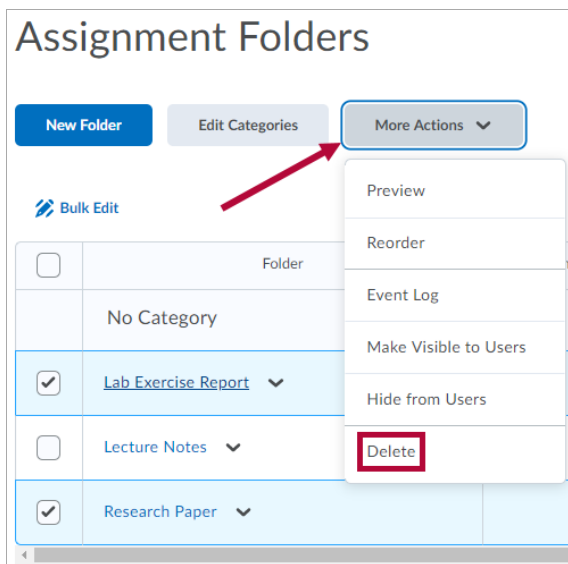 Assignment Folders
New Folder
Edit Categories
More Actions
Preview
Bulk Edit
Reorder
Folder
Event Log
No Category
Make Visible to Users
Lab Exercise Report
Hide from Users
Lecture Notes
Delete
Research Paper